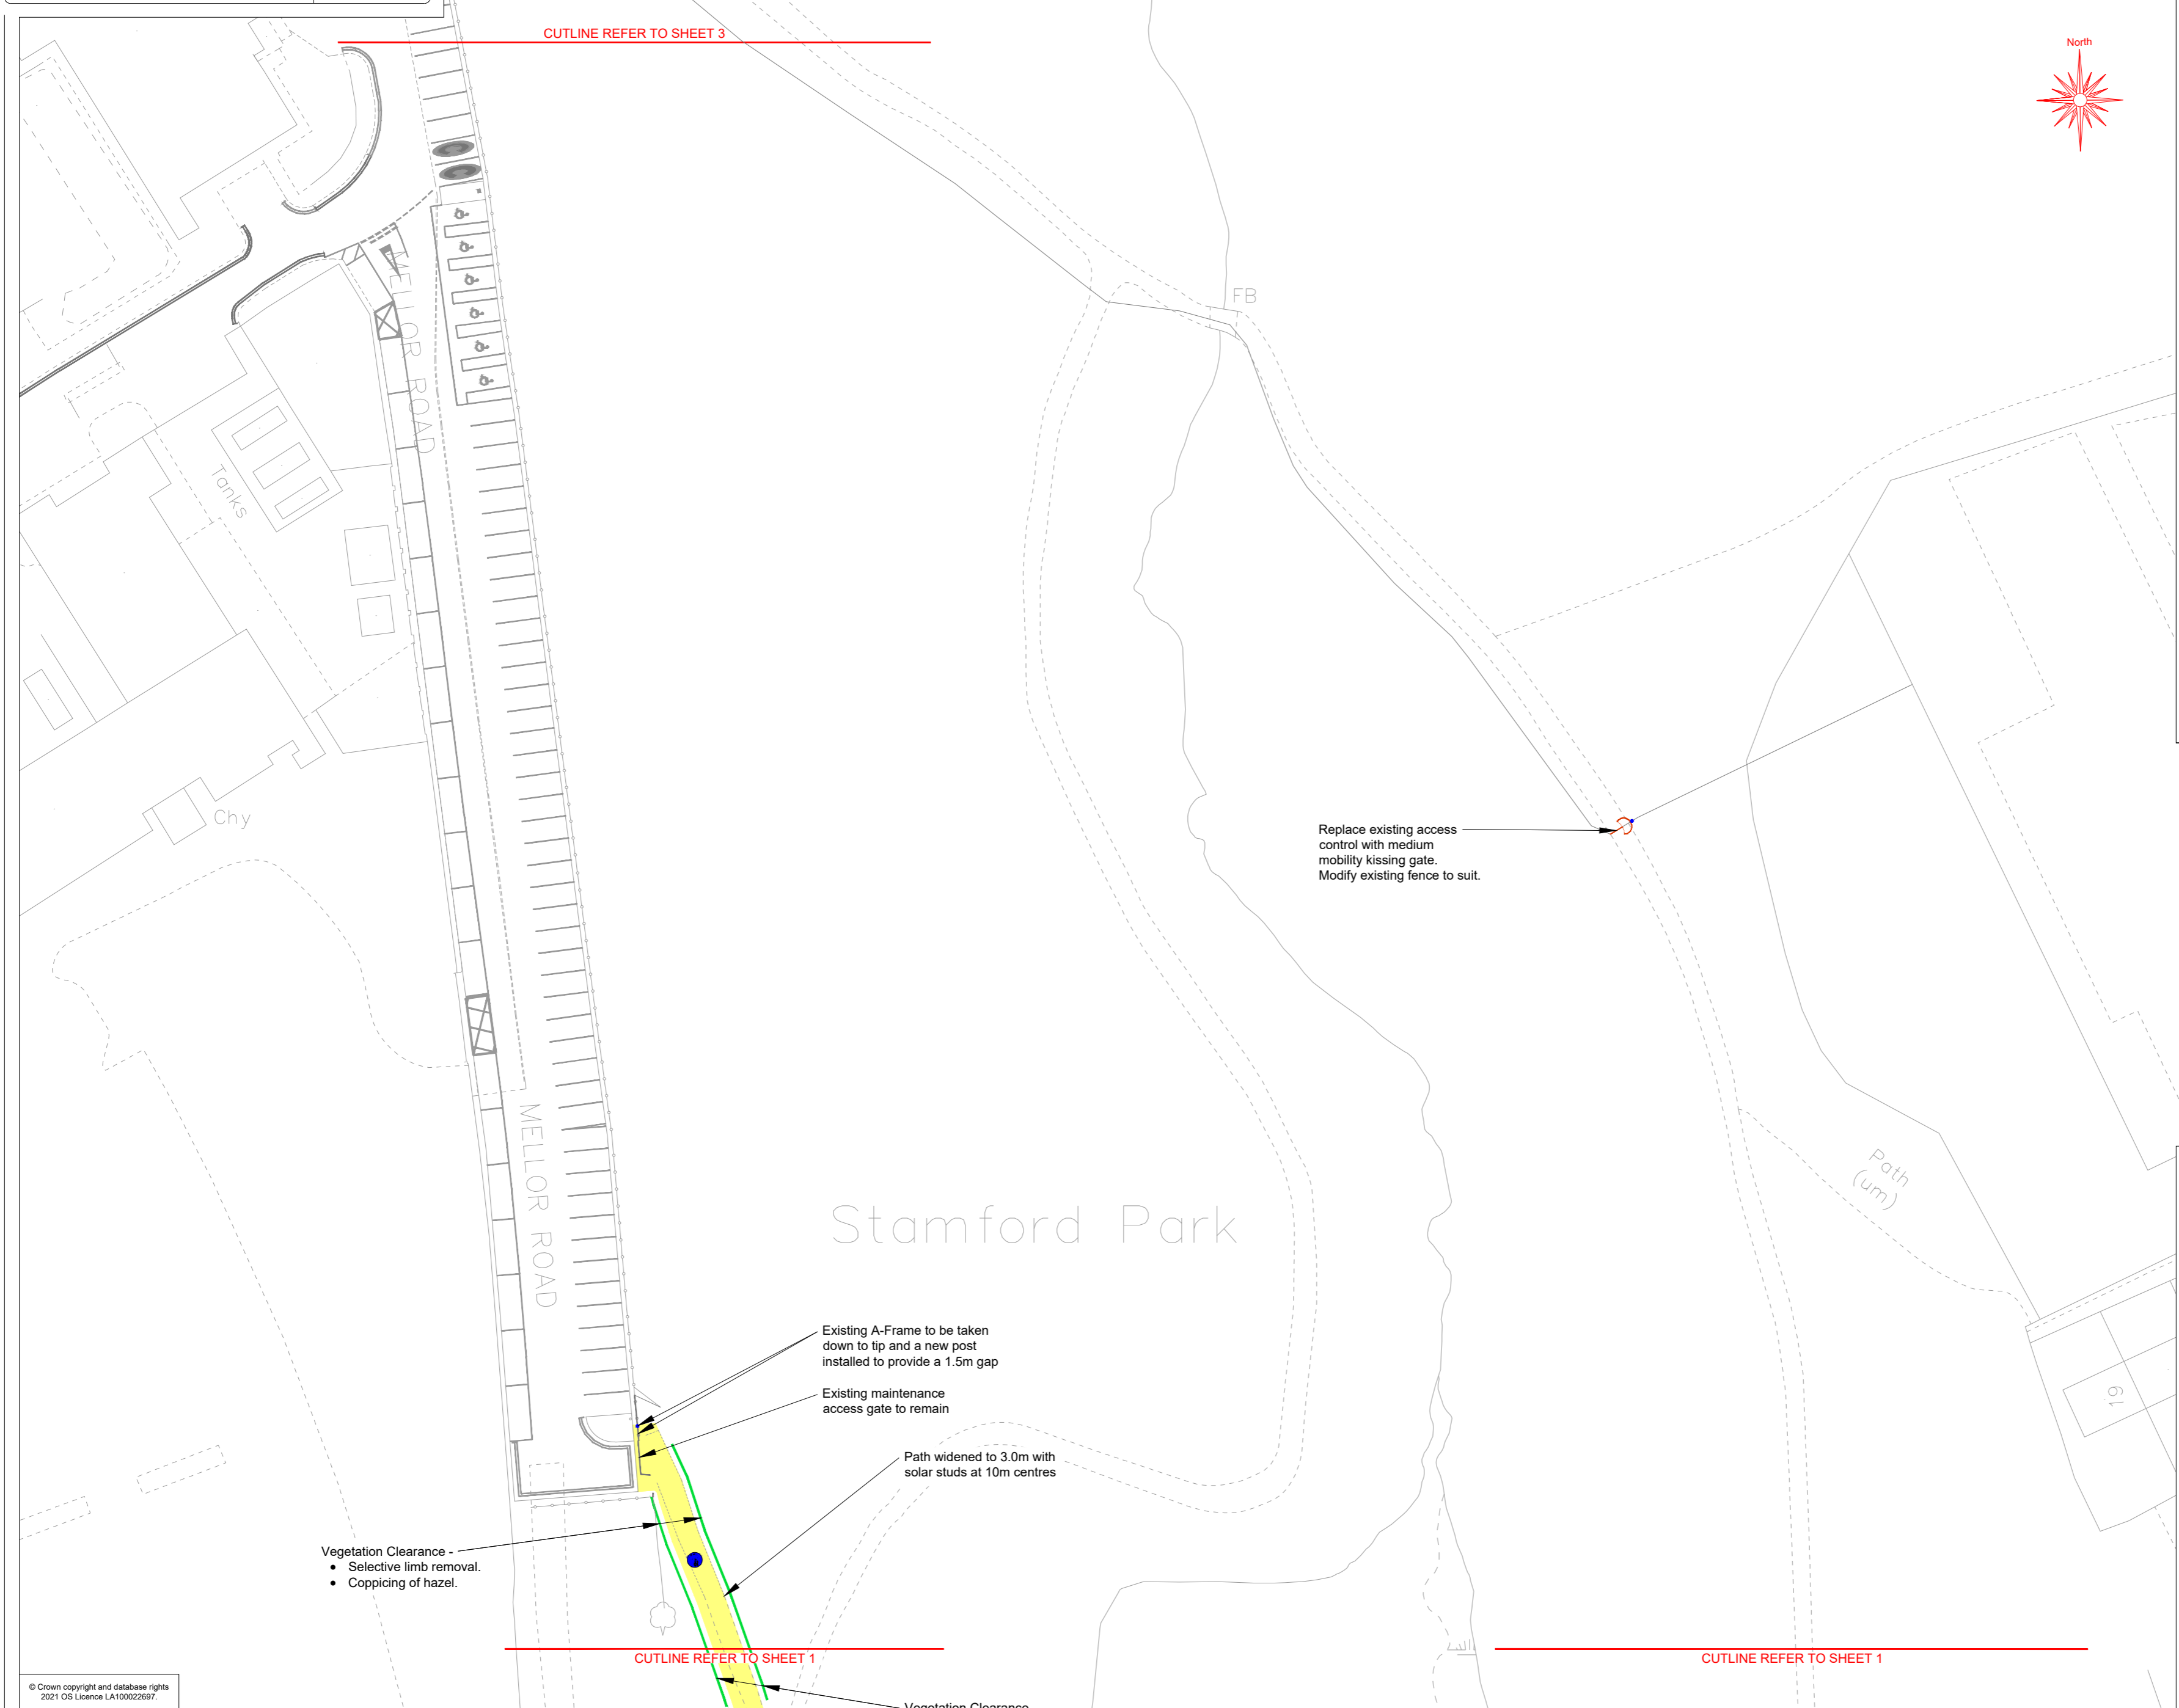 CUTLINE REFER TO SHEET 3
North
FB
MELLOR ROAD
Tanks
Chy
Replace existing access
control with medium
mobility kissing gate.
Modify existing fence to suit.
MELLOR ROAD
Path
(um)
Stamford Park
Existing A-Frame to be taken
down to tip and a new post
installed to provide a 1.5m gap
Existing maintenance
access gate to remain
19
Path widened to 3.0m with
solar studs at 10m centres
Vegetation Clearance -
• Selective limb removal.
• Coppicing of hazel.
CUTLINE REFER TO SHEET 1
CUTLINE REFER TO SHEET 1
© Crown copyright and database rights
2021 OS Licence LA100022697.
Vegetation Clearance